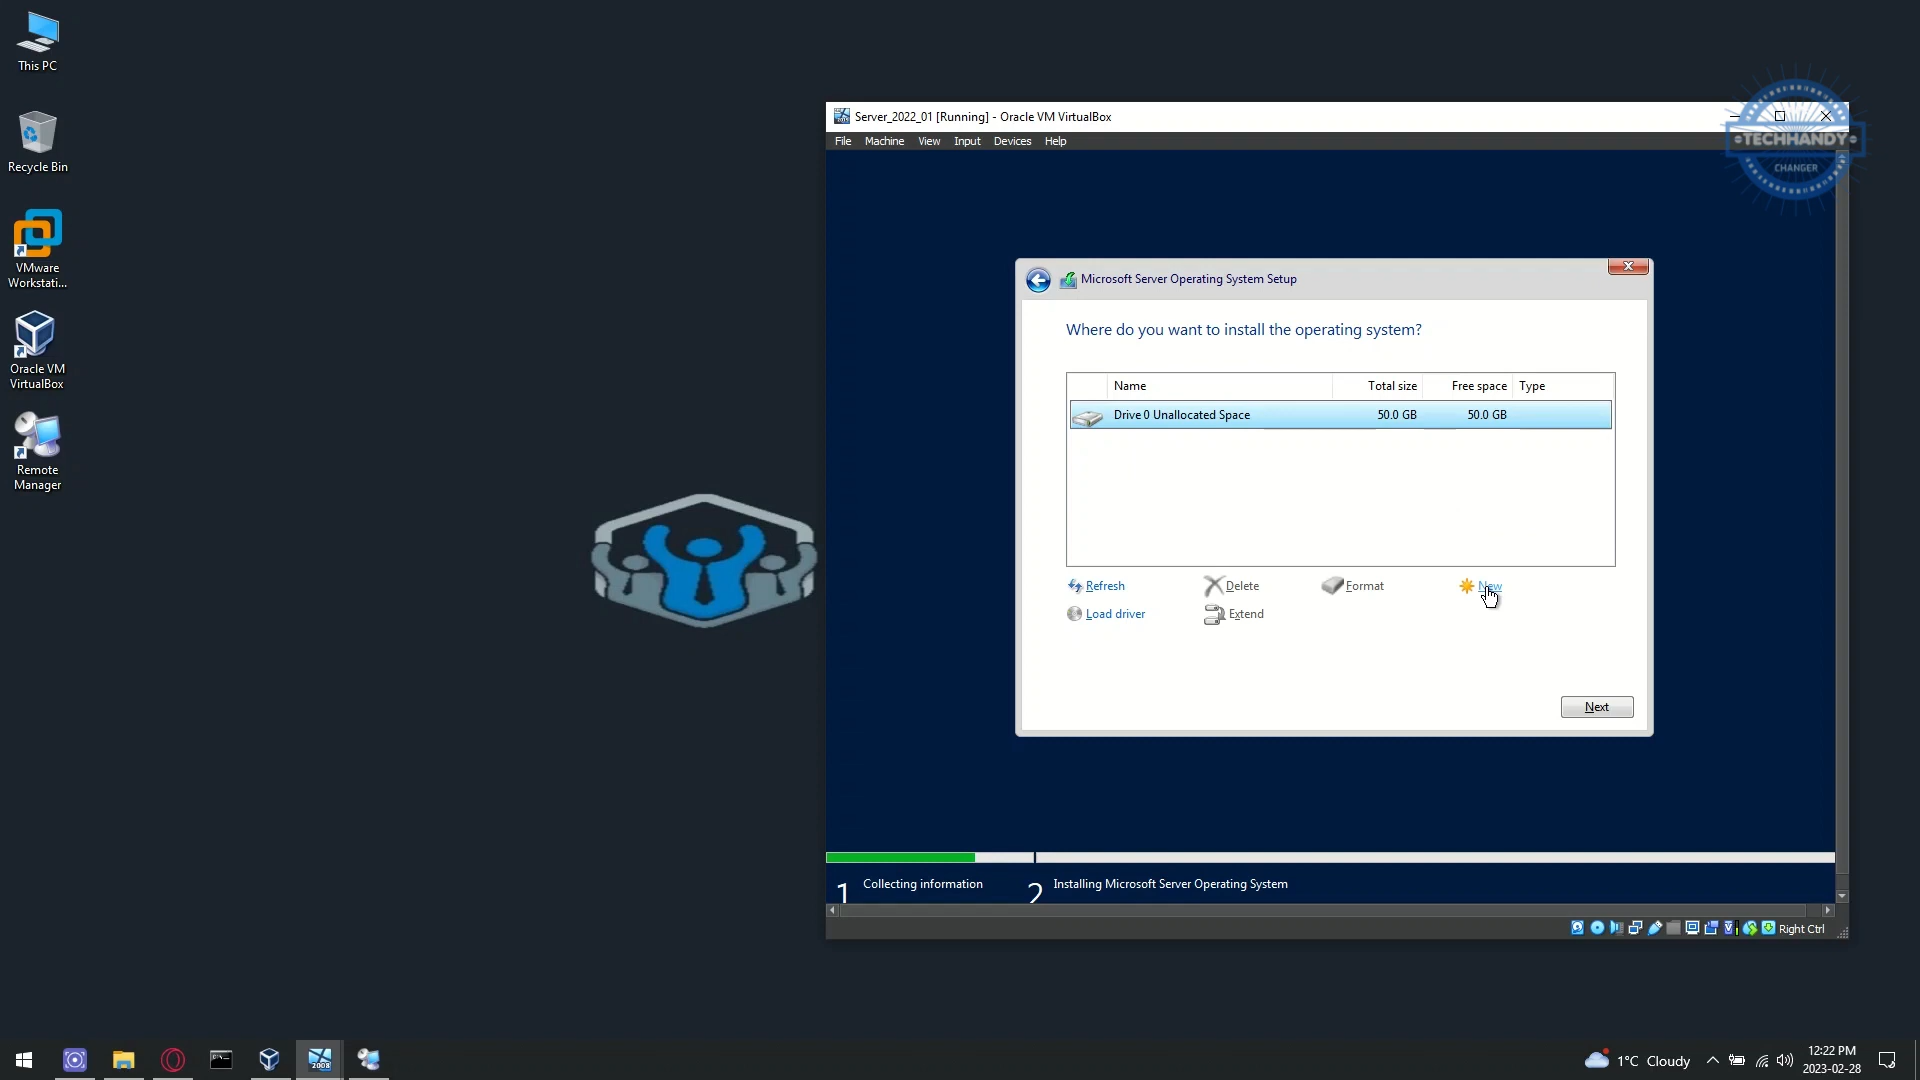 This PC
Recycle Bin
VMware
Workstati...
Oracle VM
VirtualBox
Remote
Manager
Server_2022_01 [Running] - Oracle VM VirtualBox
File Machine View Input Devices Help
TECHHANDY
CHANGER
Microsoft Server Operating System Setup
Where do you want to install the operating system?
Name Total size Free space Type
Drive 0 Unallocated Space 50.0 GB 50.0 GB
Refresh Delete Format New
Load driver Extend
Next
1 Collecting information 2 Installing Microsoft Server Operating System
Right Ctrl
2008
1°C Cloudy
12:22 PM
2023-02-28